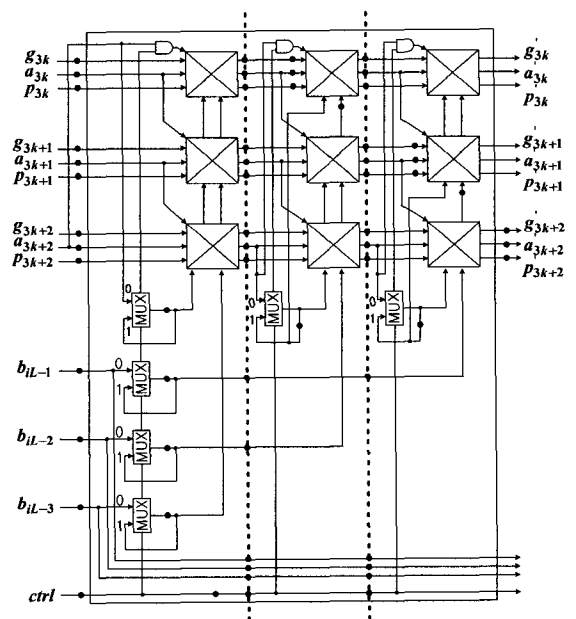 g3k g'3k
a3k a'3k
p3k p'3k
g3k+1 g'3k+1
a3k+1 a'3k+1
p3k+1 p'3k+1
g3k+2 g'3k+2
a3k+2 a'3k+2
p3k+2 p'3k+2
0 MUX 1
0 MUX 1
0 MUX 1
biL-1 0 MUX 1
biL-2 0 MUX 1
biL-3 0 MUX 1
ctrl